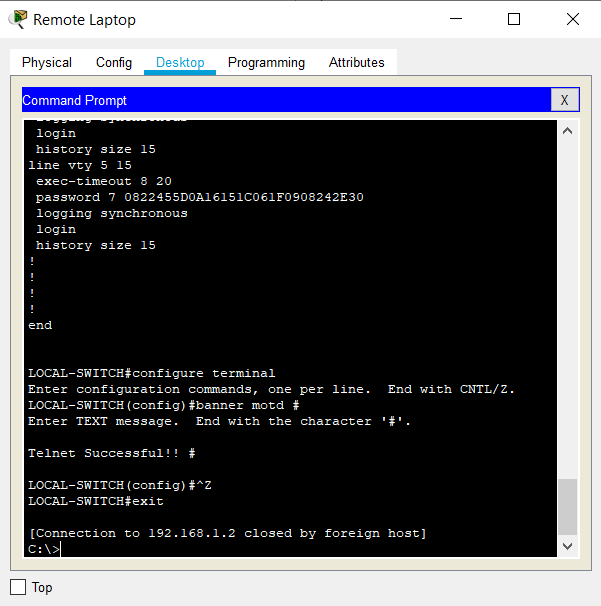 Remote Laptop
Physical Config Desktop Programming Attributes
Command Prompt X
logging synchronous
 login
 history size 15
line vty 5 15
 exec-timeout 8 20
 password 7 0822455D0A16151C061F0908242E30
 logging synchronous
 login
 history size 15
!
!
!
!
end
LOCAL-SWITCH#configure terminal
Enter configuration commands, one per line.  End with CNTL/Z.
LOCAL-SWITCH(config)#banner motd #
Enter TEXT message.  End with the character '#'.
Telnet Successful!! #
LOCAL-SWITCH(config)#^Z
LOCAL-SWITCH#exit
[Connection to 192.168.1.2 closed by foreign host]
C:\>
Top